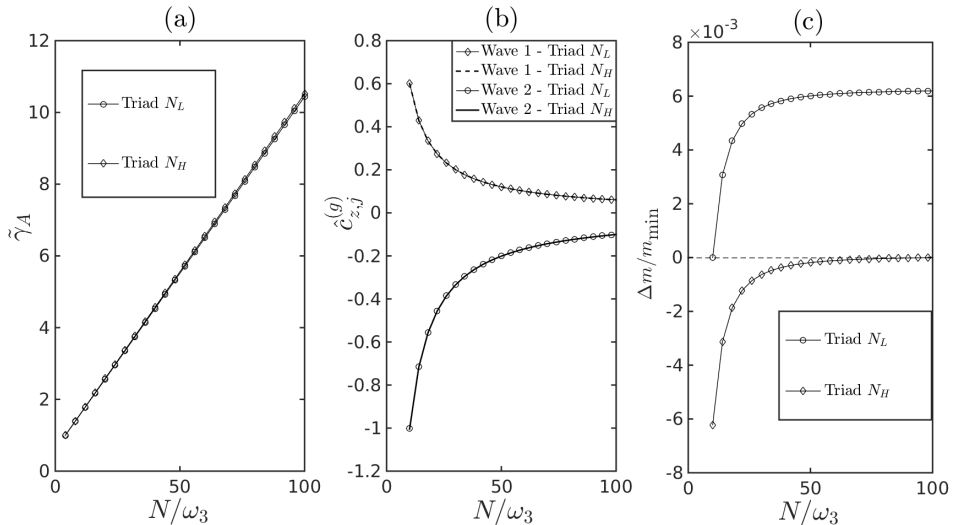 (a)
12
10
8
6
4
2
0
γ̃_A
Triad N_L
Triad N_H
0 50 100
N/ω₃
(b)
0.8
0.6
0.4
0.2
0
-0.2
-0.4
-0.6
-0.8
-1
-1.2
ĉ_{z,j}^{(g)}
Wave 1 - Triad N_L
Wave 1 - Triad N_H
Wave 2 - Triad N_L
Wave 2 - Triad N_H
0 50 100
N/ω₃
(c)
×10⁻³
8
6
4
2
0
-2
-4
-6
-8
Δm/m_min
Triad N_L
Triad N_H
0 50 100
N/ω₃